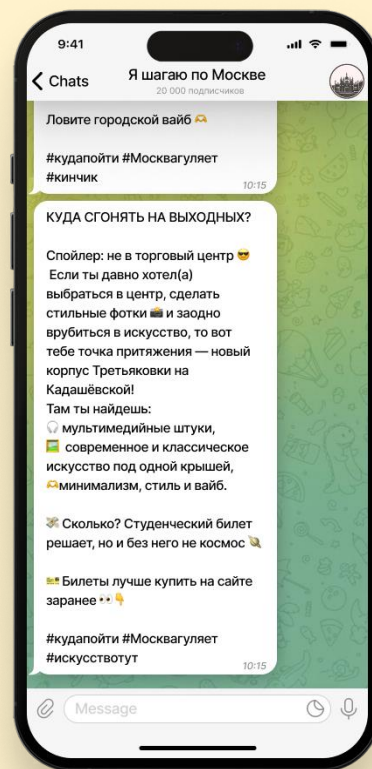 9:41
Chats
Я шагаю по Москве
20 000 подписчиков
Ловите городской вайб 🫶
#кудапойти #Москвагуляет
#кинчик
10:15
КУДА СГОНЯТЬ НА ВЫХОДНЫХ?
Спойлер: не в торговый центр 😎
Если ты давно хотел(а)
выбраться в центр, сделать
стильные фотки 📸 и заодно
врубиться в искусство, то вот
тебе точка притяжения — новый
корпус Третьяковки на
Кадашёвской!
Там ты найдешь:
🎧 мультимедийные штуки,
🖼 современное и классическое
искусство под одной крышей,
🫶минимализм, стиль и вайб.
💸 Сколько? Студенческий билет
решает, но и без него не космос 🛰
🎫 Билеты лучше купить на сайте
заранее 👀👇
#кудапойти #Москвагуляет
#искусствотут
10:15
Message